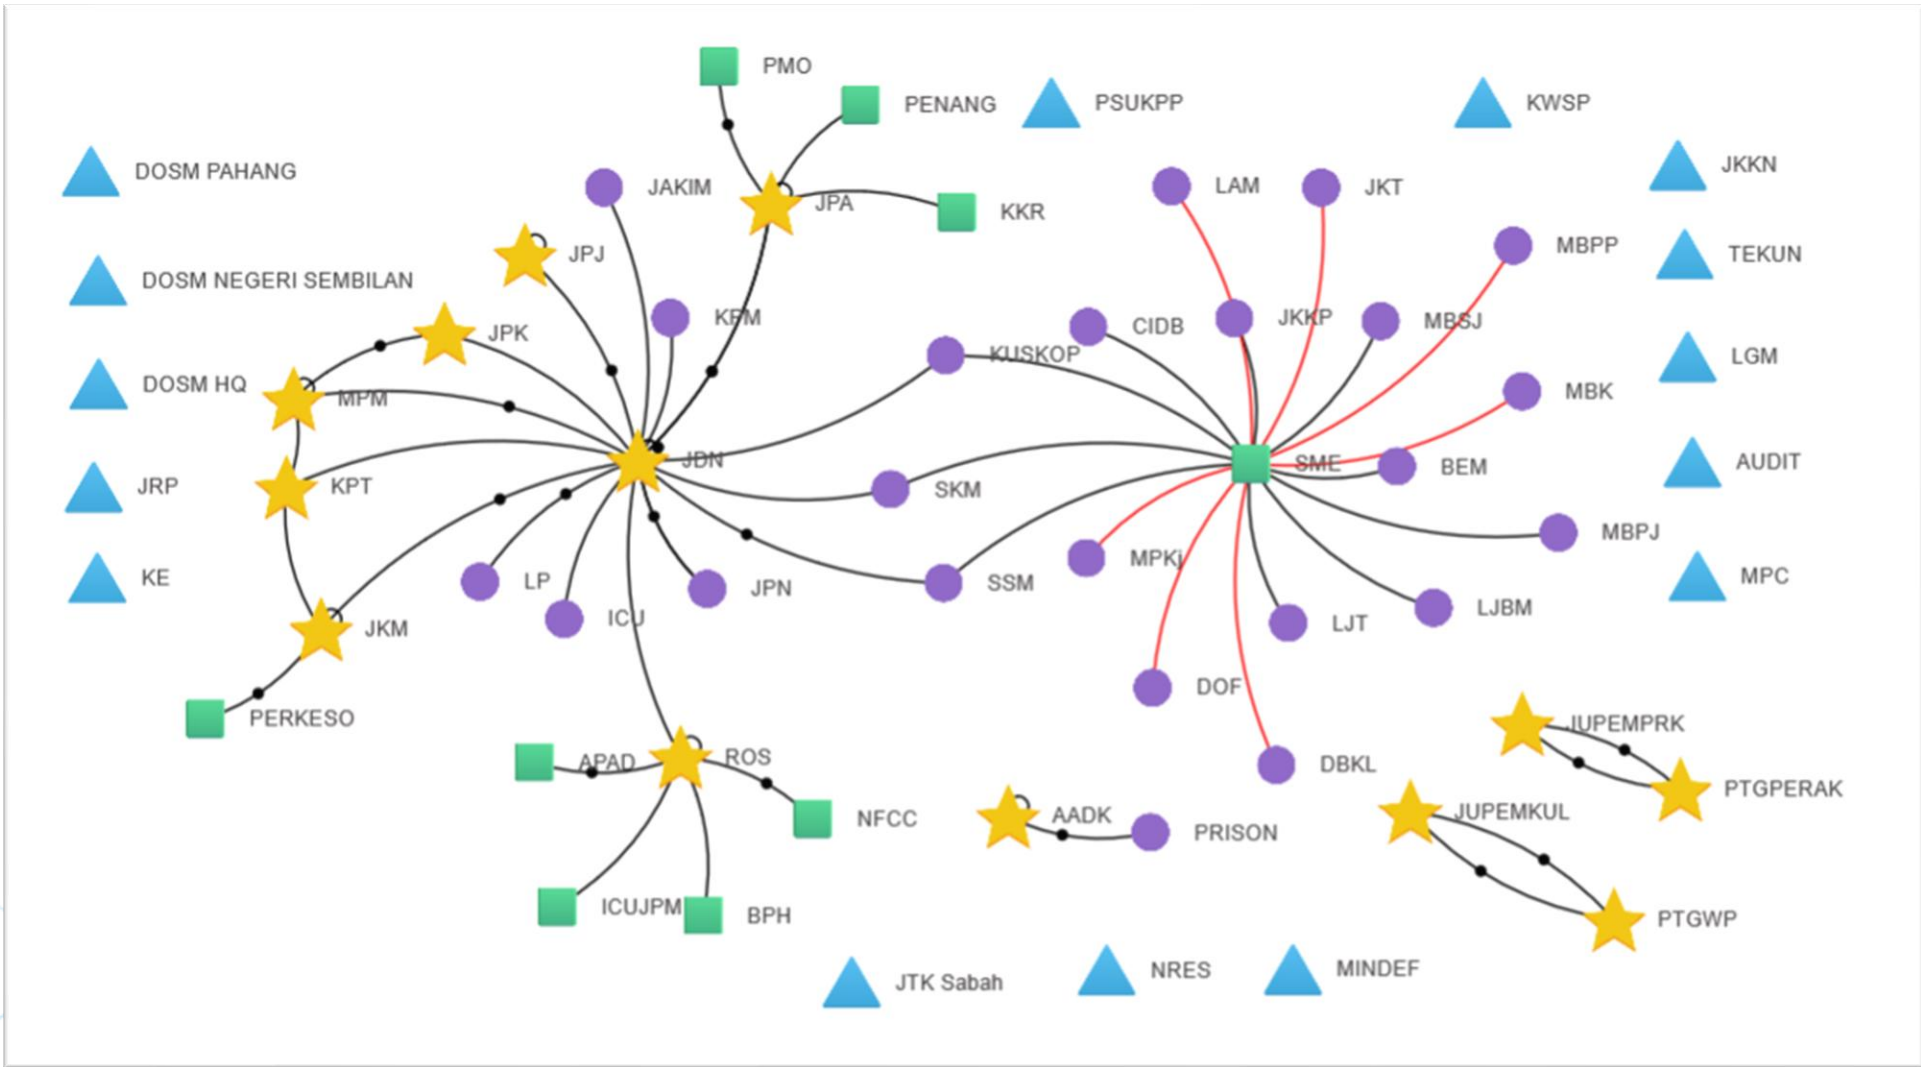 PMO
PENANG
PSUKPP
KWSP
DOSM PAHANG
JKKN
JAKIM
JPA
KKR
LAM
JKT
MBPP
JPJ
TEKUN
DOSM NEGERI SEMBILAN
KPM
CIDB
JKKP
MBSJ
JPK
KUSKOP
LGM
DOSM HQ
MPM
MBK
JDN
SME
BEM
AUDIT
JRP
KPT
SKM
MBPJ
MPKj
KE
LP
JPN
SSM
MPC
ICU
LJT
LJBM
JKM
DOF
PERKESO
JUPEMPRK
APAD
ROS
DBKL
PTGPERAK
NFCC
AADK
PRISON
JUPEMKUL
ICUJPM
BPH
PTGWP
JTK Sabah
NRES
MINDEF